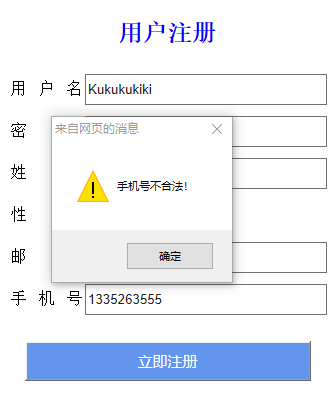 用户注册
用 户 名 Kukukukiki
密
来自网页的消息
姓
手机号不合法！
性
邮
确定
手 机 号 1335263555
立即注册